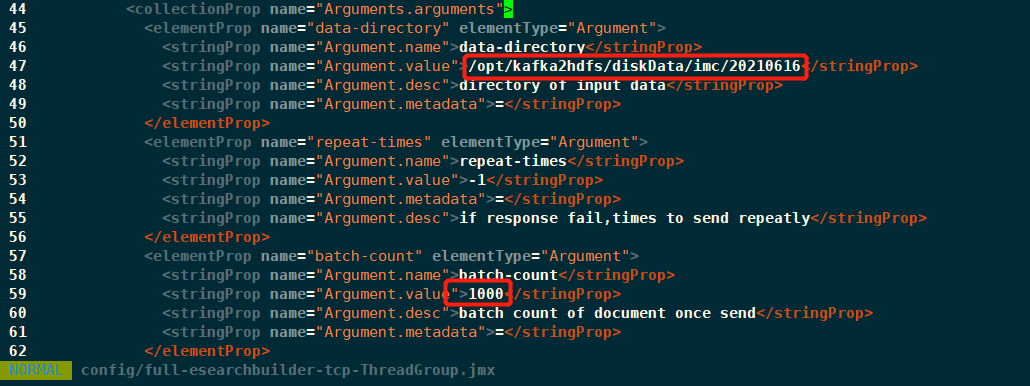 44 <collectionProp name="Arguments.arguments">
45 <elementProp name="data-directory" elementType="Argument">
46 <stringProp name="Argument.name">data-directory</stringProp>
47 <stringProp name="Argument.value">/opt/kafka2hdfs/diskData/imc/20210616</stringProp>
48 <stringProp name="Argument.desc">directory of input data</stringProp>
49 <stringProp name="Argument.metadata">=</stringProp>
50 </elementProp>
51 <elementProp name="repeat-times" elementType="Argument">
52 <stringProp name="Argument.name">repeat-times</stringProp>
53 <stringProp name="Argument.value">-1</stringProp>
54 <stringProp name="Argument.metadata">=</stringProp>
55 <stringProp name="Argument.desc">if response fail,times to send repeatly</stringProp>
56 </elementProp>
57 <elementProp name="batch-count" elementType="Argument">
58 <stringProp name="Argument.name">batch-count</stringProp>
59 <stringProp name="Argument.value">1000</stringProp>
60 <stringProp name="Argument.desc">batch count of document once send</stringProp>
61 <stringProp name="Argument.metadata">=</stringProp>
62 </elementProp>
NORMAL config/full-esearchbuilder-tcp-ThreadGroup.jmx